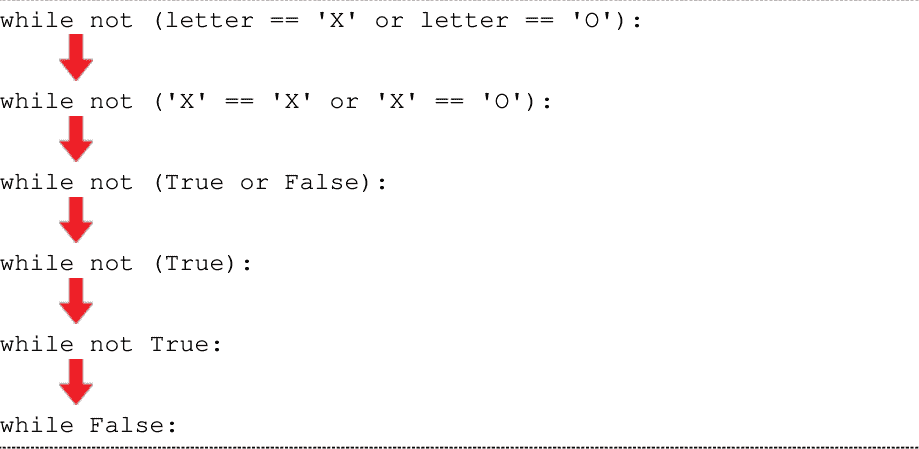 while not (letter == 'X' or letter == 'O'):
while not ('X' == 'X' or 'X' == 'O'):
while not (True or False):
while not (True):
while not True:
while False: